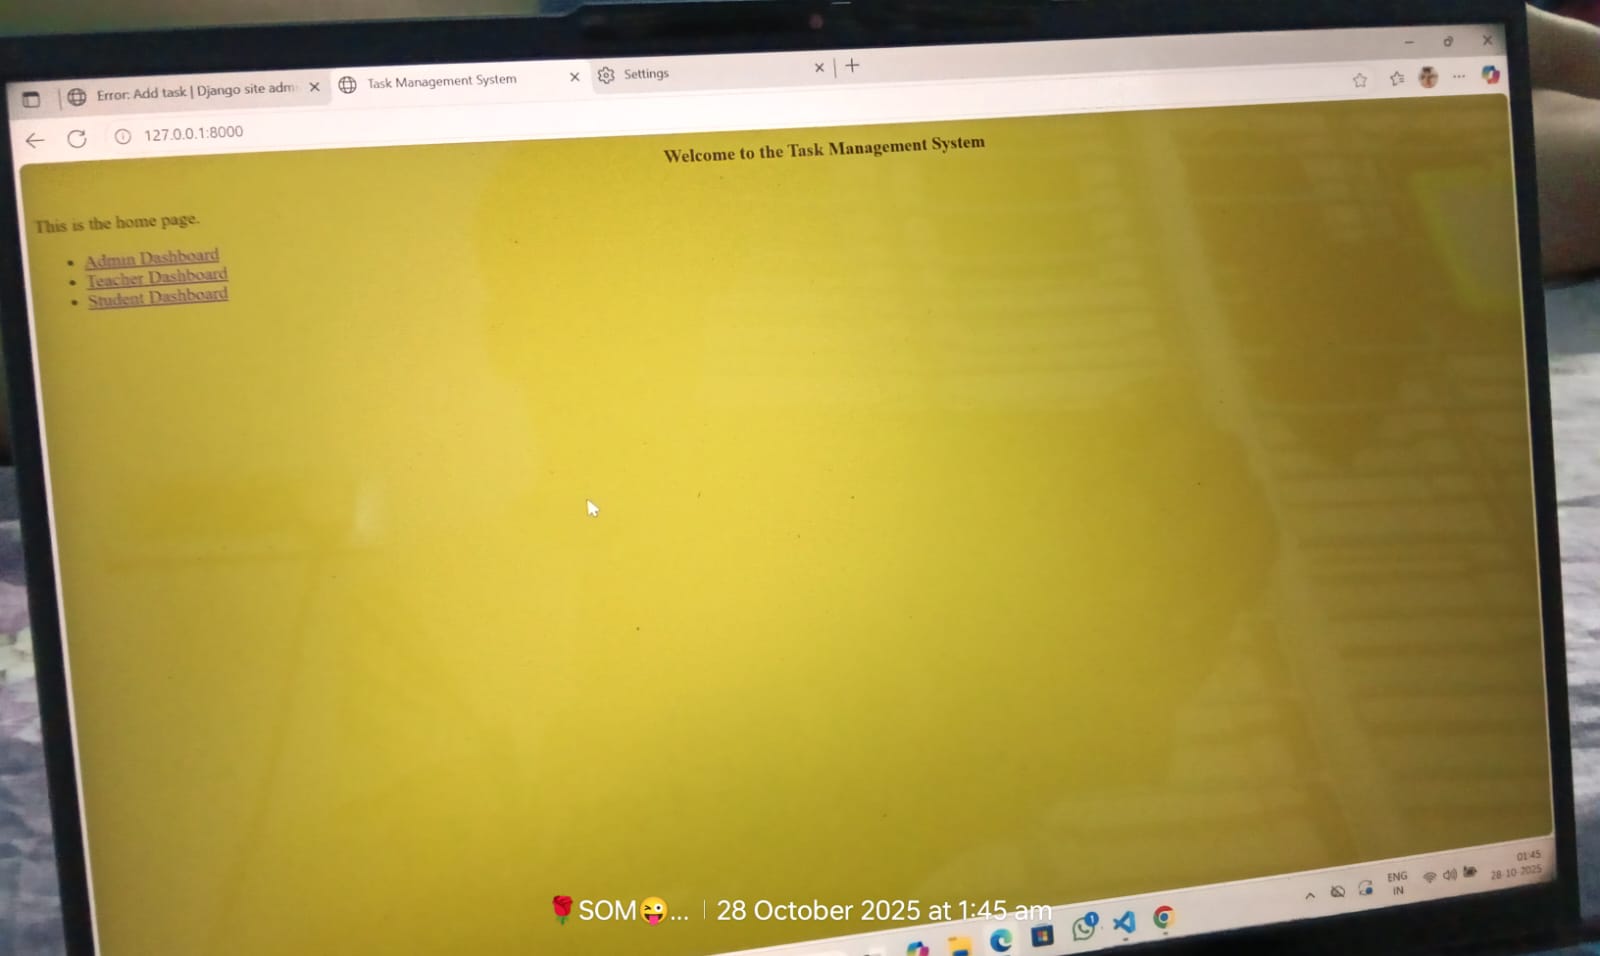 Error: Add task | Django site adm
Task Management System
Settings
127.0.0.1:8000
Welcome to the Task Management System
This is the home page.
• Admin Dashboard
• Teacher Dashboard
• Student Dashboard
ENG
IN
01:45
28-10-2025
🌹SOM😜... | 28 October 2025 at 1:45 am